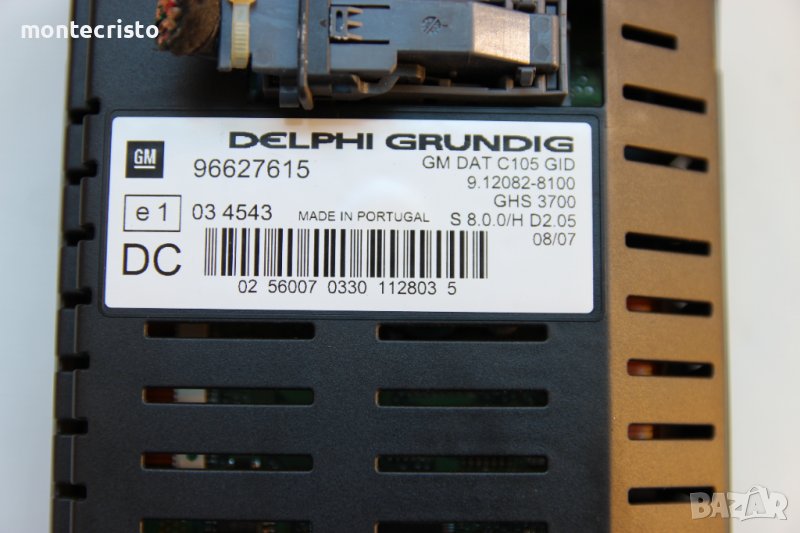 SHOP
montecristo
DELPHI GRUNDIG
GM
96627615
GM DAT C105 GID
9.12082-8100
GHS 3700
e 1
03 4543
MADE IN PORTUGAL
S 8.0.0/H D2.05
08/07
DC
02 56007 0330 112803 5
BAZAR